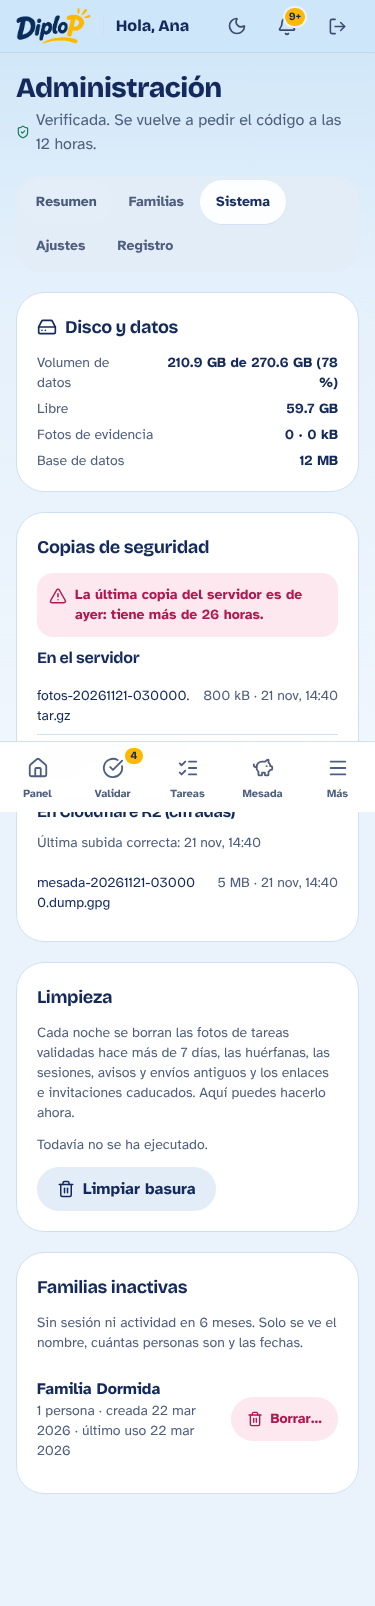 DiploP
Hola, Ana
9+
Administración
Verificada. Se vuelve a pedir el código a las
12 horas.
Resumen
Familias
Sistema
Ajustes
Registro
Disco y datos
Volumen de
datos
210.9 GB de 270.6 GB (78
%)
Libre
59.7 GB
Fotos de evidencia
0 · 0 kB
Base de datos
12 MB
Copias de seguridad
La última copia del servidor es de
ayer: tiene más de 26 horas.
En el servidor
fotos-20261121-030000.
tar.gz
800 kB · 21 nov, 14:40
4
Panel
Validar
Tareas
Mesada
Más
En Cloudflare R2 (cifradas)
Última subida correcta: 21 nov, 14:40
mesada-20261121-03000
0.dump.gpg
5 MB · 21 nov, 14:40
Limpieza
Cada noche se borran las fotos de tareas
validadas hace más de 7 días, las huérfanas, las
sesiones, avisos y envíos antiguos y los enlaces
e invitaciones caducados. Aquí puedes hacerlo
ahora.
Todavía no se ha ejecutado.
Limpiar basura
Familias inactivas
Sin sesión ni actividad en 6 meses. Solo se ve el
nombre, cuántas personas son y las fechas.
Familia Dormida
1 persona · creada 22 mar
2026 · último uso 22 mar
2026
Borrar...